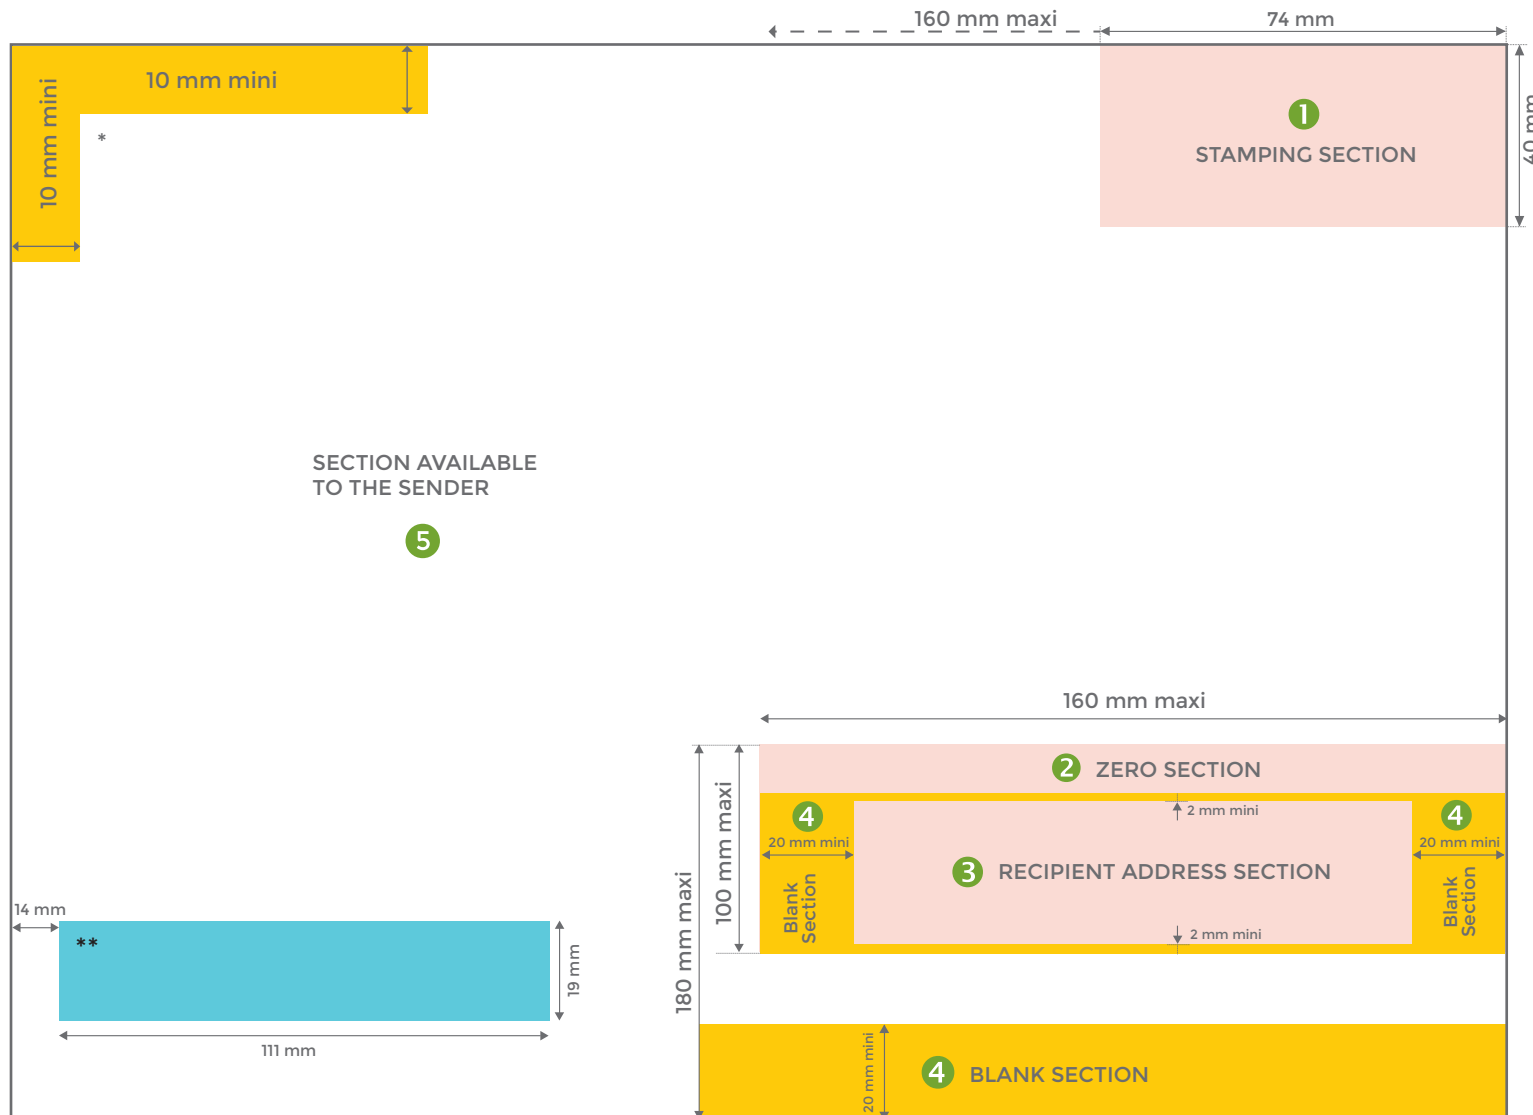 160 mm maxi
74 mm
10 mm mini
10 mm mini
*
1
STAMPING SECTION
40 mm
SECTION AVAILABLE
TO THE SENDER
5
160 mm maxi
2 ZERO SECTION
180 mm maxi
100 mm maxi
4
20 mm mini
Blank
Section
2 mm mini
3 RECIPIENT ADDRESS SECTION
2 mm mini
4
20 mm mini
Blank
Section
14 mm
**
19 mm
111 mm
20 mm mini
4 BLANK SECTION